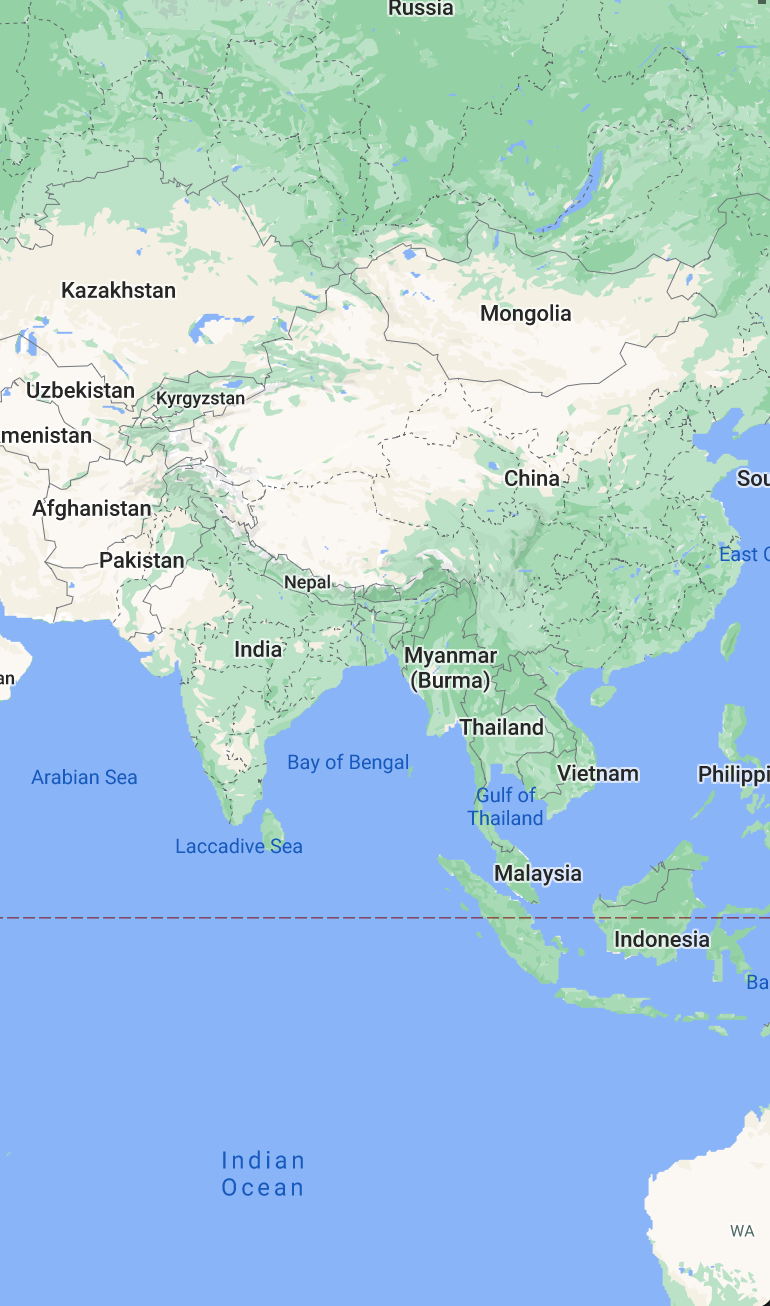 Russia
Kazakhstan
Mongolia
Uzbekistan
Kyrgyzstan
menistan
China
Sou
Afghanistan
East C
Pakistan
Nepal
India
Myanmar
(Burma)
an
Thailand
Bay of Bengal
Vietnam
Philippi
Arabian Sea
Gulf of
Thailand
Laccadive Sea
Malaysia
Indonesia
Ba
Indian
Ocean
WA